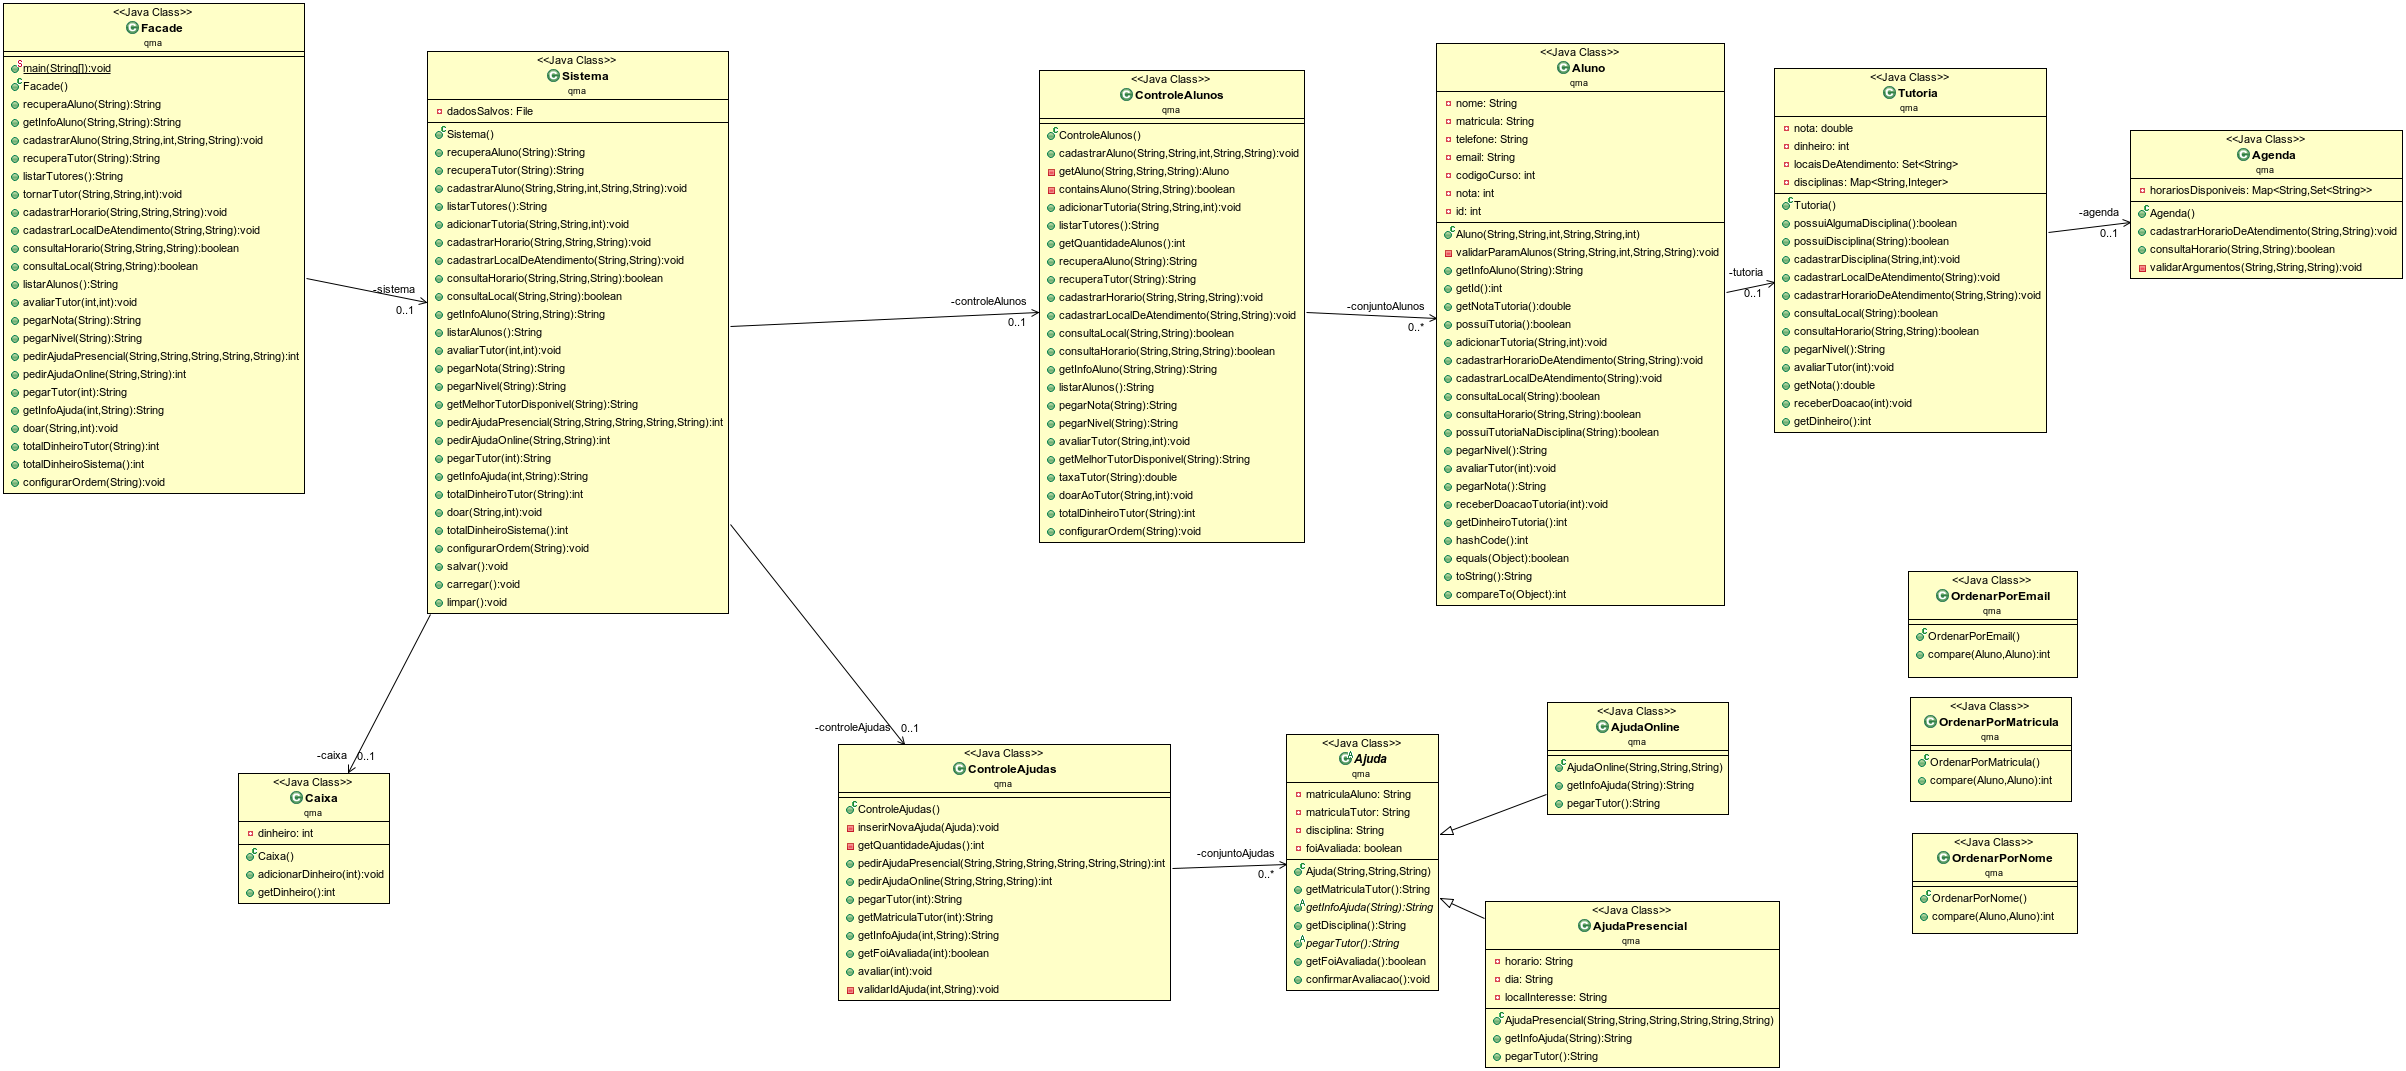 <<Java Class>>
Facade
qma
main(String[]):void
Facade()
recuperaAluno(String):String
getInfoAluno(String,String):String
cadastrarAluno(String,String,int,String,String):void
recuperaTutor(String):String
listarTutores():String
tornarTutor(String,String,int):void
cadastrarHorario(String,String,String):void
cadastrarLocalDeAtendimento(String,String):void
consultaHorario(String,String,String):boolean
consultaLocal(String,String):boolean
listarAlunos():String
avaliarTutor(int,int):void
pegarNota(String):String
pegarNivel(String):String
pedirAjudaPresencial(String,String,String,String,String):int
pedirAjudaOnline(String,String):int
pegarTutor(int):String
getInfoAjuda(int,String):String
doar(String,int):void
totalDinheiroTutor(String):int
totalDinheiroSistema():int
configurarOrdem(String):void
-sistema
0..1
<<Java Class>>
Sistema
qma
dadosSalvos: File
Sistema()
recuperaAluno(String):String
recuperaTutor(String):String
cadastrarAluno(String,String,int,String,String):void
listarTutores():String
adicionarTutoria(String,String,int):void
cadastrarHorario(String,String,String):void
cadastrarLocalDeAtendimento(String,String):void
consultaHorario(String,String,String):boolean
consultaLocal(String,String):boolean
getInfoAluno(String,String):String
listarAlunos():String
avaliarTutor(int,int):void
pegarNota(String):String
pegarNivel(String):String
getMelhorTutorDisponivel(String):String
pedirAjudaPresencial(String,String,String,String,String):int
pedirAjudaOnline(String,String):int
pegarTutor(int):String
getInfoAjuda(int,String):String
totalDinheiroTutor(String):int
doar(String,int):void
totalDinheiroSistema():int
configurarOrdem(String):void
salvar():void
carregar():void
limpar():void
-controleAlunos
0..1
<<Java Class>>
ControleAlunos
qma
ControleAlunos()
cadastrarAluno(String,String,int,String,String):void
getAluno(String,String,String):Aluno
containsAluno(String,String,String):boolean
adicionarTutoria(String,String,int):void
listarTutores():String
getQuantidadeAlunos():int
recuperaAluno(String):String
recuperaTutor(String):String
cadastrarHorario(String,String,String):void
cadastrarLocalDeAtendimento(String,String):void
consultaLocal(String,String):boolean
consultaHorario(String,String,String):boolean
getInfoAluno(String,String):String
listarAlunos():String
pegarNota(String):String
pegarNivel(String):String
avaliarTutor(String,int):void
getMelhorTutorDisponivel(String):String
taxaTutor(String):double
doarAoTutor(String,int):void
totalDinheiroTutor(String):int
configurarOrdem(String):void
-conjuntoAlunos
0..*
<<Java Class>>
Aluno
qma
nome: String
matricula: String
telefone: String
email: String
codigoCurso: int
nota: int
id: int
Aluno(String,String,int,String,String,int)
validarParamAlunos(String,String,int,String,String):void
getInfoAluno(String):String
getId():int
getNotaTutoria():double
possuiTutoria():boolean
adicionarTutoria(String,int):void
cadastrarHorarioDeAtendimento(String,String):void
cadastrarLocalDeAtendimento(String):void
consultaLocal(String):boolean
consultaHorario(String,String):boolean
possuiTutoriaNaDisciplina(String):boolean
pegarNivel():String
avaliarTutor(int):void
pegarNota():String
receberDoacaoTutoria(int):void
getDinheiroTutoria():int
hashCode():int
equals(Object):boolean
toString():String
compareTo(Object):int
-tutoria
0..1
<<Java Class>>
Tutoria
qma
nota: double
dinheiro: int
locaisDeAtendimento: Set<String>
disciplinas: Map<String,Integer>
Tutoria()
possuiAlgumaDisciplina():boolean
possuiDisciplina(String):boolean
cadastrarDisciplina(String,int):void
cadastrarLocalDeAtendimento(String):void
cadastrarHorarioDeAtendimento(String,String):void
consultaLocal(String):boolean
consultaHorario(String,String):boolean
pegarNivel():String
avaliarTutor(int):void
getNota():double
receberDoacao(int):void
getDinheiro():int
-agenda
0..1
<<Java Class>>
Agenda
qma
horariosDisponiveis: Map<String,Set<String>>
Agenda()
cadastrarHorarioDeAtendimento(String,String):void
consultaHorario(String,String):boolean
validarArgumentos(String,String,String):void
<<Java Class>>
OrdenarPorEmail
qma
OrdenarPorEmail()
compare(Aluno,Aluno):int
<<Java Class>>
OrdenarPorMatricula
qma
OrdenarPorMatricula()
compare(Aluno,Aluno):int
<<Java Class>>
OrdenarPorNome
qma
OrdenarPorNome()
compare(Aluno,Aluno):int
-caixa
0..1
<<Java Class>>
Caixa
qma
dinheiro: int
Caixa()
adicionarDinheiro(int):void
getDinheiro():int
-controleAjudas
0..1
<<Java Class>>
ControleAjudas
qma
ControleAjudas()
inserirNovaAjuda(Ajuda):void
getQuantidadeAjudas():int
pedirAjudaPresencial(String,String,String,String,String,String):int
pedirAjudaOnline(String,String,String):int
pegarTutor(int):String
getMatriculaTutor(int):String
getInfoAjuda(int,String):String
getFoiAvaliada(int):boolean
avaliar(int):void
validarIdAjuda(int,String):void
-conjuntoAjudas
0..*
<<Java Class>>
Ajuda
qma
matriculaAluno: String
matriculaTutor: String
disciplina: String
foiAvaliada: boolean
Ajuda(String,String,String)
getMatriculaTutor():String
getInfoAjuda(String):String
getDisciplina():String
pegarTutor():String
getFoiAvaliada():boolean
confirmarAvaliacao():void
<<Java Class>>
AjudaOnline
qma
AjudaOnline(String,String,String)
getInfoAjuda(String):String
pegarTutor():String
<<Java Class>>
AjudaPresencial
qma
horario: String
dia: String
localInteresse: String
AjudaPresencial(String,String,String,String,String,String)
getInfoAjuda(String):String
pegarTutor():String